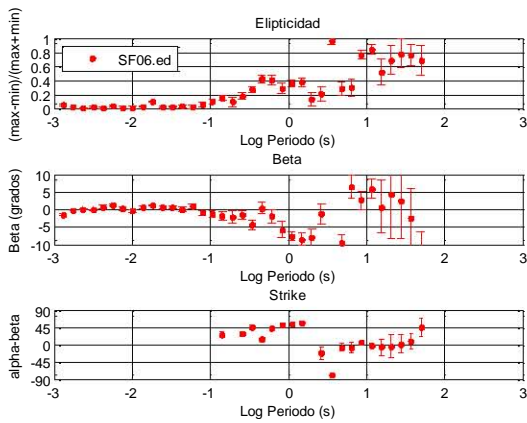 Elipticidad
(max-min)/(max+min)
1
0.8
0.6
0.4
0.2
0
SF06.ed
-3 -2 -1 0 1 2 3
Log Periodo (s)
Beta
Beta (grados)
10
5
0
-5
-10
-3 -2 -1 0 1 2 3
Log Periodo (s)
Strike
alpha-beta
90
45
0
-45
-90
-3 -2 -1 0 1 2 3
Log Periodo (s)